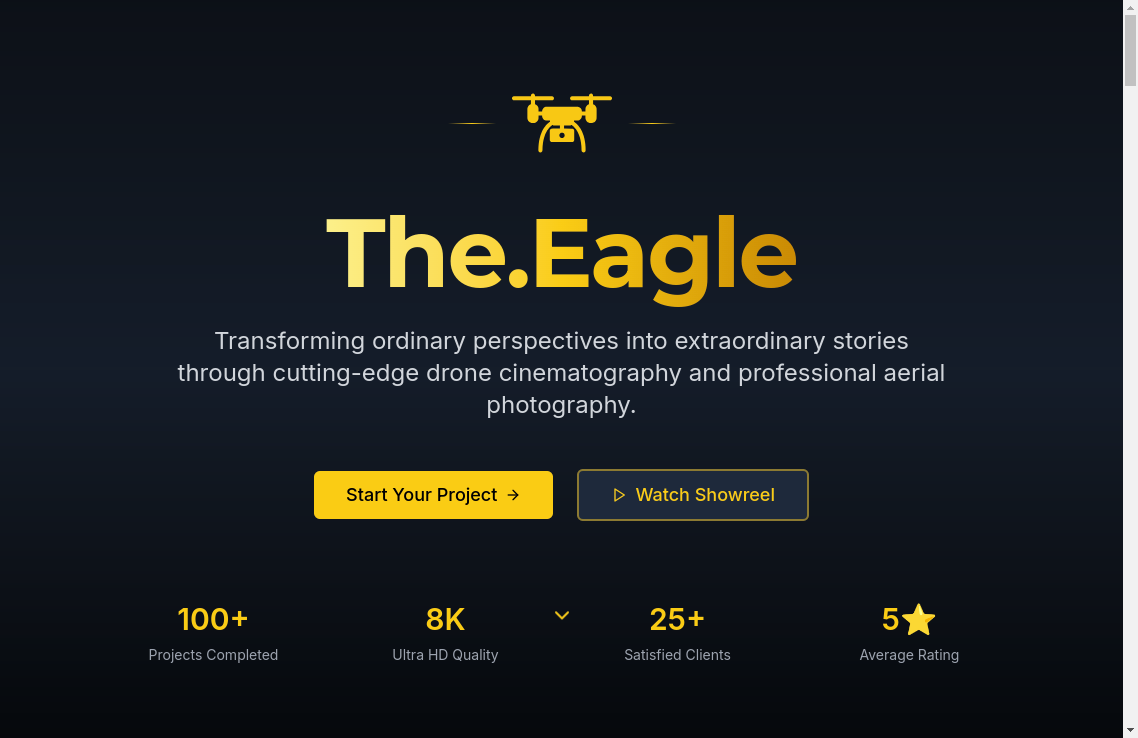 The.Eagle
Transforming ordinary perspectives into extraordinary stories
through cutting-edge drone cinematography and professional aerial
photography.
Start Your Project
Watch Showreel
100+
8K
25+
5⭐
Projects Completed
Ultra HD Quality
Satisfied Clients
Average Rating